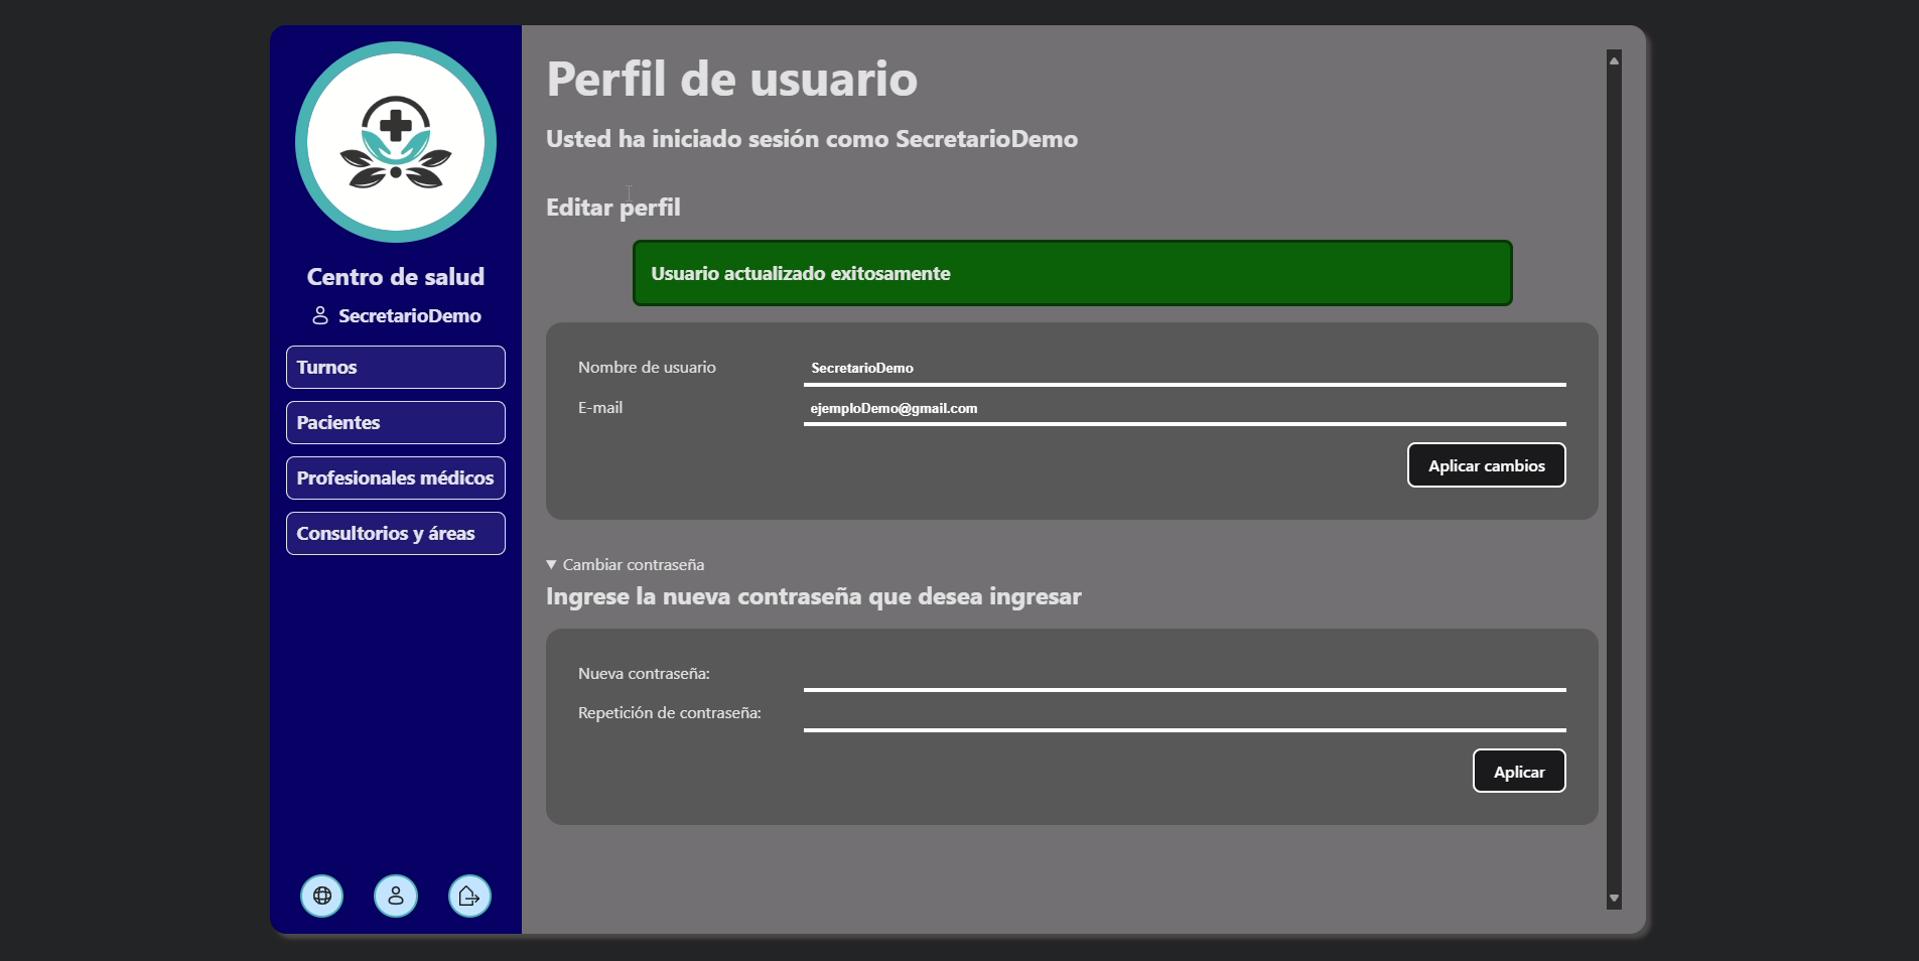 Centro de salud
SecretarioDemo
Turnos
Pacientes
Profesionales médicos
Consultorios y áreas
Perfil de usuario
Usted ha iniciado sesión como SecretarioDemo
Editar perfil
Usuario actualizado exitosamente
Nombre de usuario SecretarioDemo
E-mail ejemploDemo@gmail.com
Aplicar cambios
▼ Cambiar contraseña
Ingrese la nueva contraseña que desea ingresar
Nueva contraseña:
Repetición de contraseña:
Aplicar